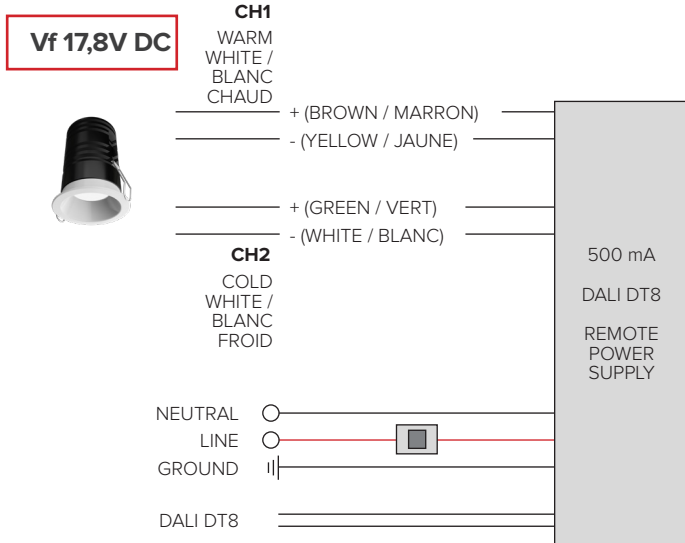 Vf 17,8V DC
CH1
WARM
WHITE /
BLANC
CHAUD
+ (BROWN / MARRON)
- (YELLOW / JAUNE)
+ (GREEN / VERT)
- (WHITE / BLANC)
CH2
COLD
WHITE /
BLANC
FROID
500 mA
DALI DT8
REMOTE
POWER
SUPPLY
NEUTRAL
LINE
GROUND
DALI DT8